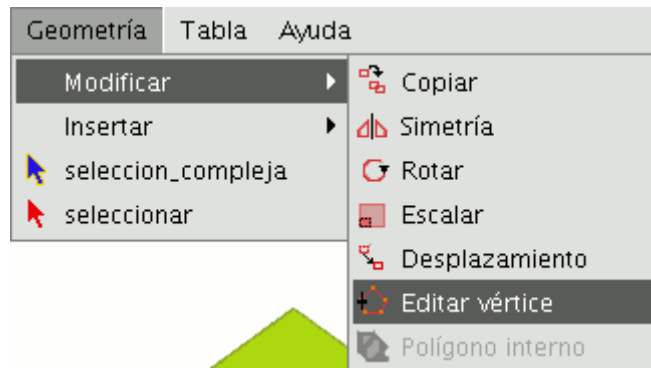 Geometría Tabla Ayuda
Modificar
Insertar
seleccion_compleja
seleccionar
Copiar
Simetría
Rotar
Escalar
Desplazamiento
Editar vértice
Polígono interno